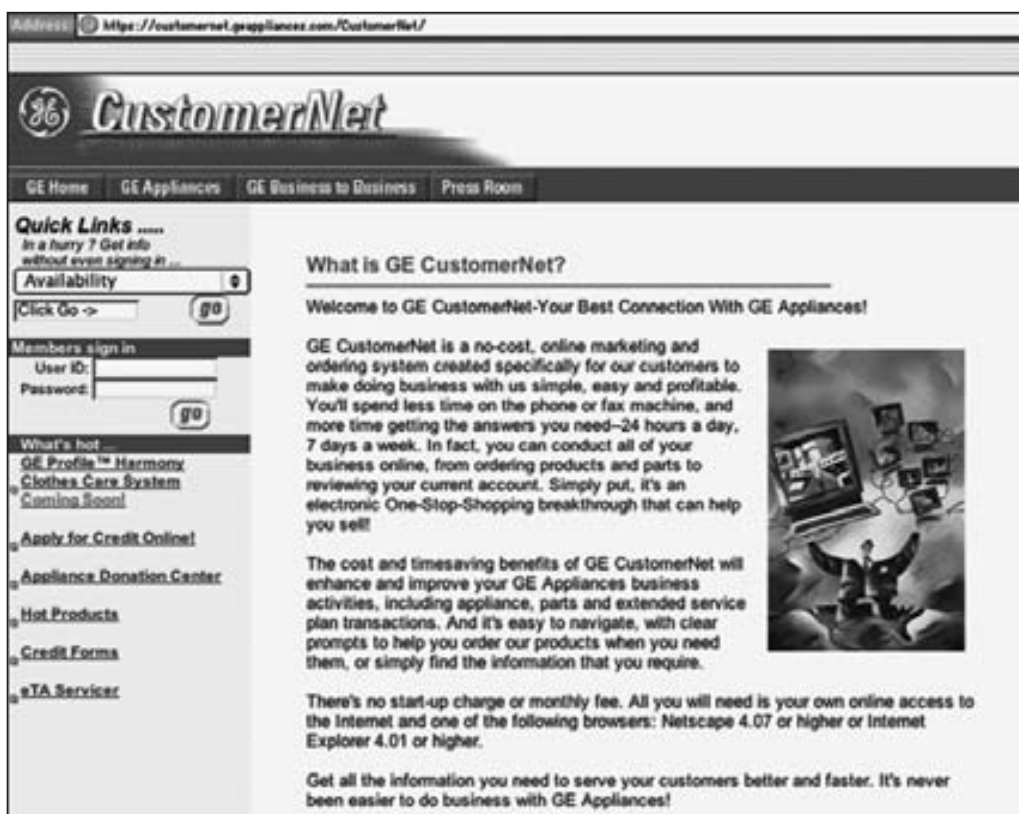 Address https://customernet.geappliances.com/CustomerNet/
GE CustomerNet
GE Home GE Appliances GE Business to Business Press Room
Quick Links .....
In a hurry ? Get info
without even signing in ...
Availability
Click Go -> go
Members sign in
User ID:
Password:
go
What's hot ...
GE Profile™ Harmony
Clothes Care System
Coming Soon!
Apply for Credit Online!
Appliance Donation Center
Hot Products
Credit Forms
eTA Servicer
What is GE CustomerNet?
Welcome to GE CustomerNet-Your Best Connection With GE Appliances!
GE CustomerNet is a no-cost, online marketing and
ordering system created specifically for our customers to
make doing business with us simple, easy and profitable.
You'll spend less time on the phone or fax machine, and
more time getting the answers you need--24 hours a day,
7 days a week. In fact, you can conduct all of your
business online, from ordering products and parts to
reviewing your current account. Simply put, it's an
electronic One-Stop-Shopping breakthrough that can help
you sell!
The cost and timesaving benefits of GE CustomerNet will
enhance and improve your GE Appliances business
activities, including appliance, parts and extended service
plan transactions. And it's easy to navigate, with clear
prompts to help you order our products when you need
them, or simply find the information that you require.
There's no start-up charge or monthly fee. All you will need is your own online access to
the Internet and one of the following browsers: Netscape 4.07 or higher or Internet
Explorer 4.01 or higher.
Get all the information you need to serve your customers better and faster. It's never
been easier to do business with GE Appliances!